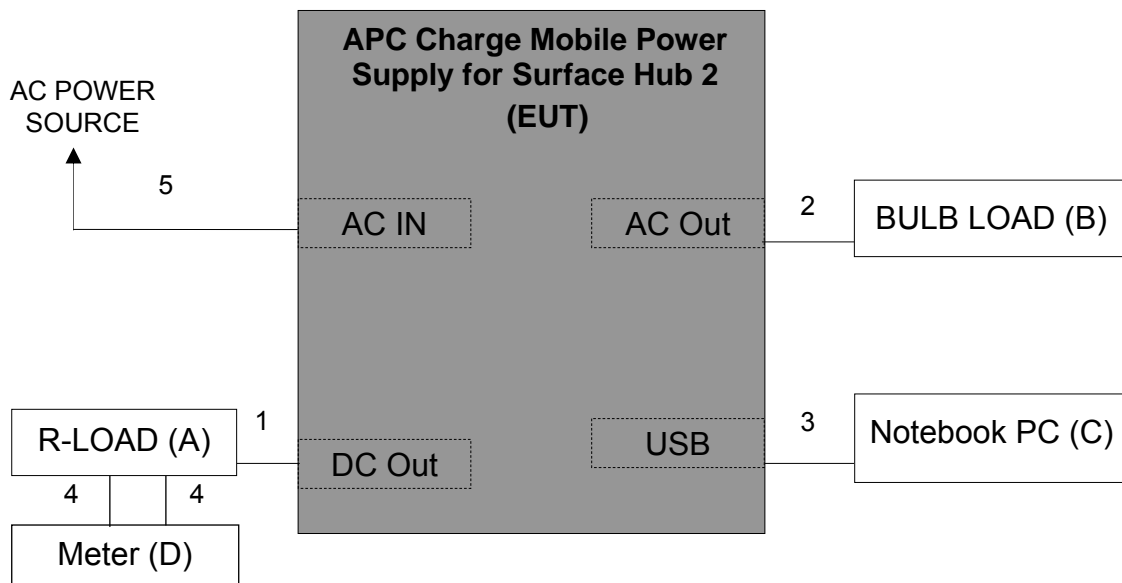 APC Charge Mobile Power
Supply for Surface Hub 2
(EUT)
AC POWER
SOURCE
5
AC IN
AC Out
2
BULB LOAD (B)
R-LOAD (A)
1
DC Out
USB
3
Notebook PC (C)
4
4
Meter (D)